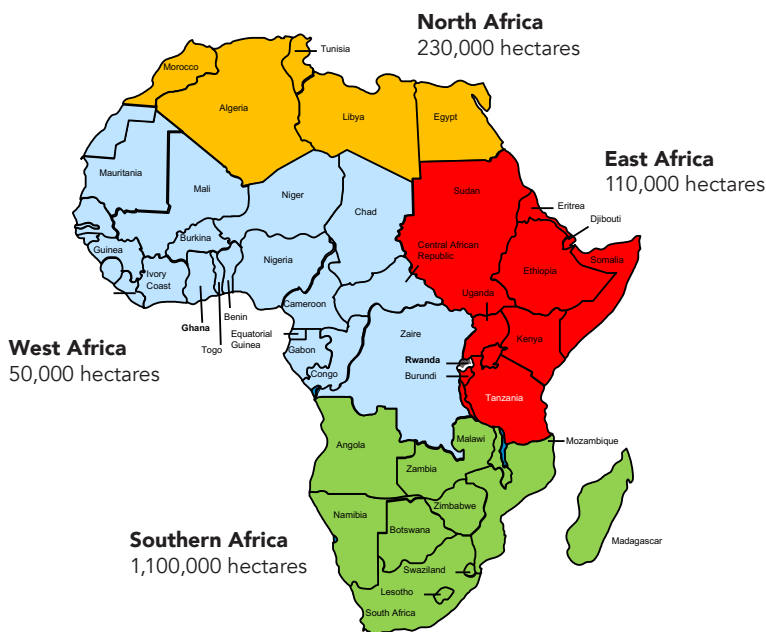 North Africa
230,000 hectares
Tunisia
Morocco
Algeria
Libya
Egypt
East Africa
110,000 hectares
Mauritania
Mali
Niger
Chad
Sudan
Eritrea
Djibouti
Burkina
Guinea
Nigeria
Central African
Republic
Ethiopia
Somalia
Ivory
Coast
Uganda
Cameroon
Benin
Ghana
Equatorial
Guinea
Togo
Zaire
Kenya
West Africa
50,000 hectares
Gabon
Rwanda
Congo
Burundi
Tanzania
Angola
Malawi
Mozambique
Zambia
Namibia
Zimbabwe
Botswana
Southern Africa
1,100,000 hectares
Madagascar
Swaziland
Lesotho
South Africa